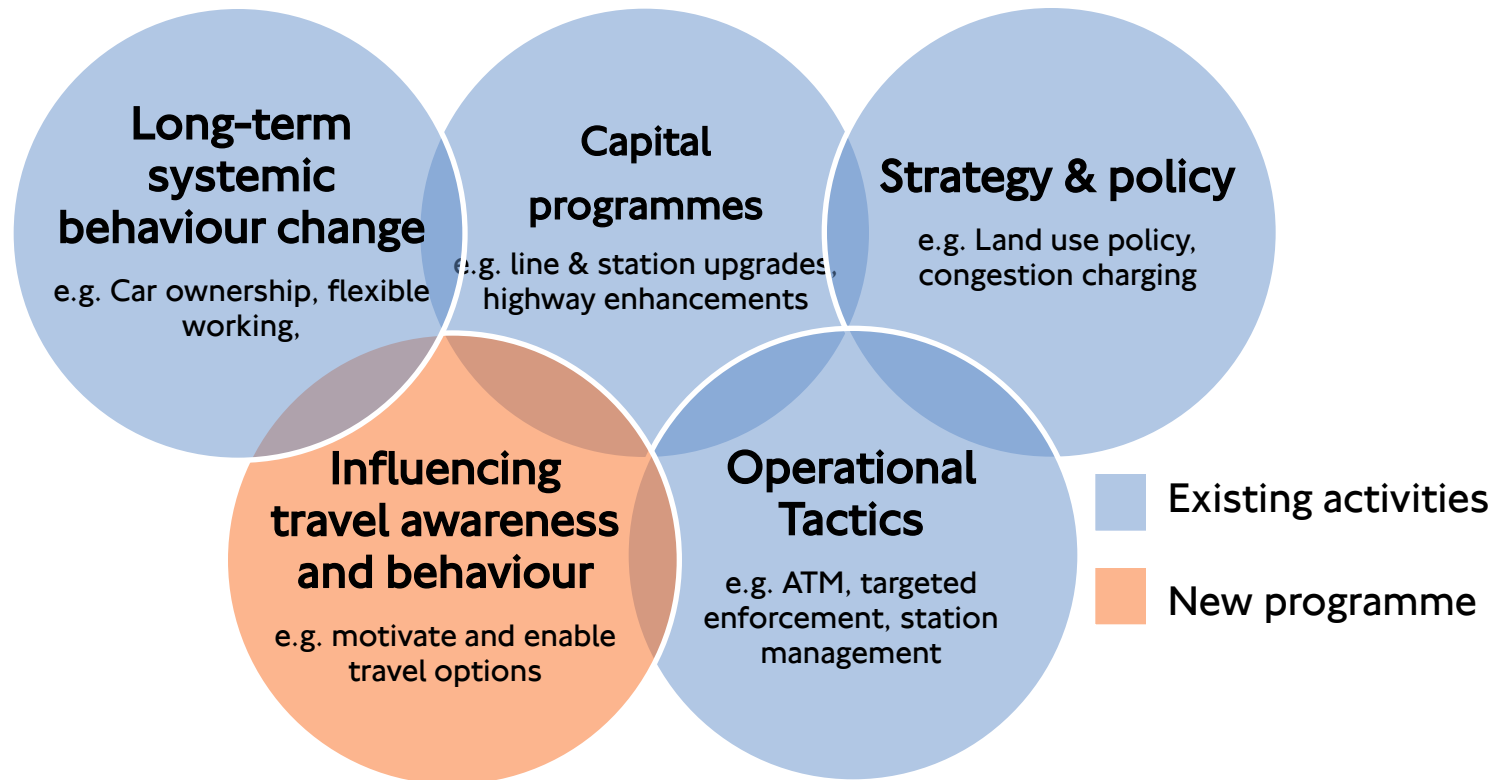 Long-term
systemic
behaviour change
e.g. Car ownership, flexible
working,
Capital
programmes
e.g. line & station upgrades,
highway enhancements
Strategy & policy
e.g. Land use policy,
congestion charging
Influencing
travel awareness
and behaviour
e.g. motivate and enable
travel options
Operational
Tactics
e.g. ATM, targeted
enforcement, station
management
Existing activities
New programme